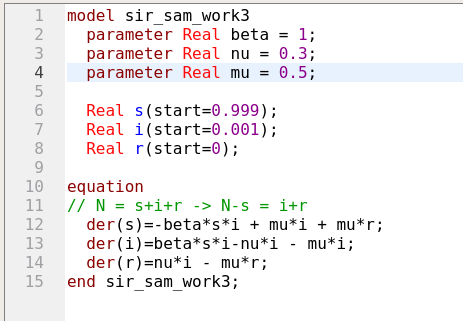 1 model sir_sam_work3
2   parameter Real beta = 1;
3   parameter Real nu = 0.3;
4   parameter Real mu = 0.5;
5
6   Real s(start=0.999);
7   Real i(start=0.001);
8   Real r(start=0);
9
10 equation
11 // N = s+i+r -> N-s = i+r
12   der(s)=-beta*s*i + mu*i + mu*r;
13   der(i)=beta*s*i-nu*i - mu*i;
14   der(r)=nu*i - mu*r;
15 end sir_sam_work3;